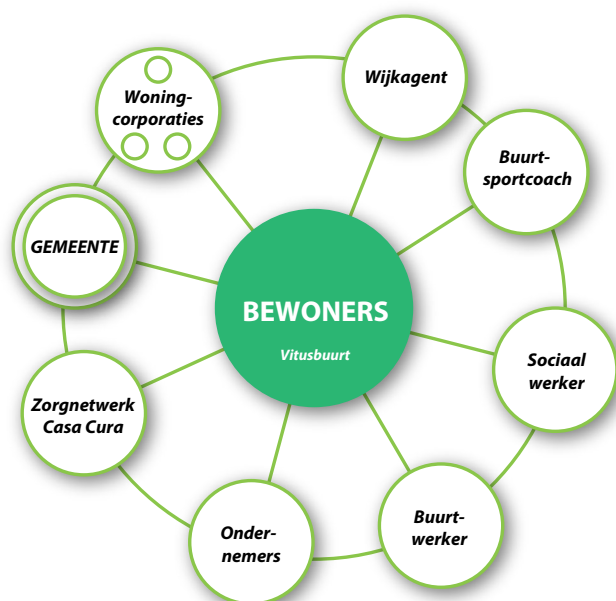 Woning-
corporaties
Wijkagent
Buurt-
sportcoach
GEMEENTE
BEWONERS
Vitusbuurt
Sociaal
werker
Zorgnetwerk
Casa Cura
Onder-
nemers
Buurt-
werker